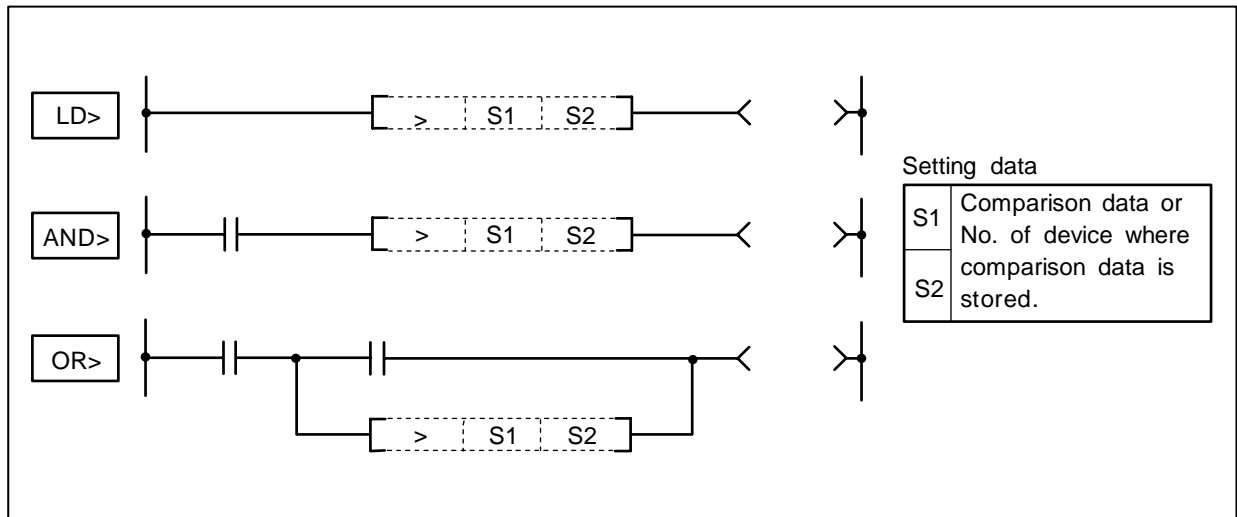 LD> > S1 S2
Setting data
S1 Comparison data or
No. of device where
S2 comparison data is
stored.
AND> > S1 S2
OR>
> S1 S2